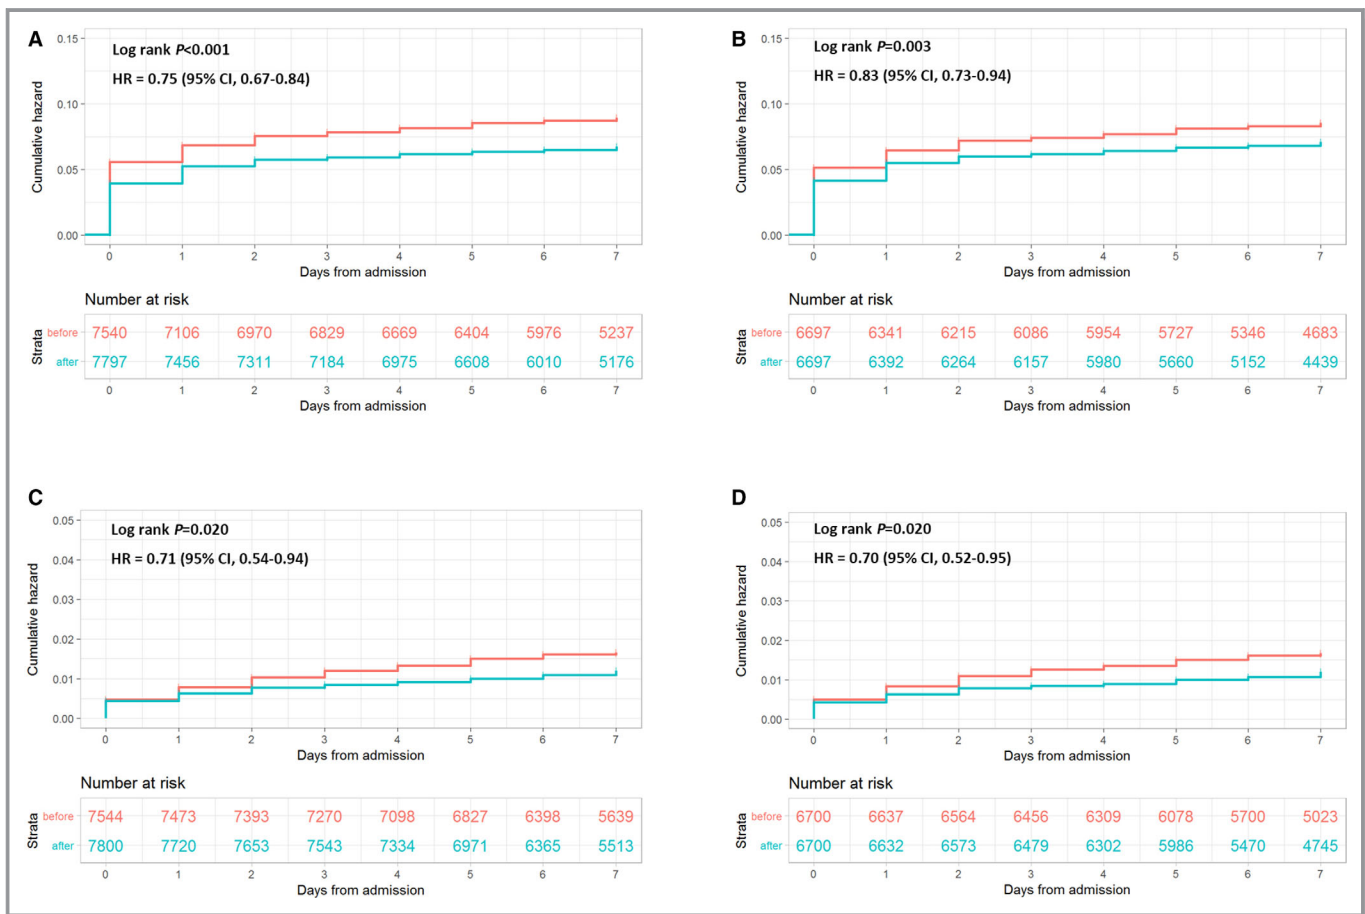 A
Log rank P<0.001
HR = 0.75 (95% CI, 0.67-0.84)
Cumulative hazard
0.15
0.10
0.05
0.00
0 1 2 3 4 5 6 7
Days from admission
Number at risk
Strata
before 7540 7106 6970 6829 6669 6404 5976 5237
after 7797 7456 7311 7184 6975 6608 6010 5176
0 1 2 3 4 5 6 7
Days from admission
B
Log rank P=0.003
HR = 0.83 (95% CI, 0.73-0.94)
Cumulative hazard
0.15
0.10
0.05
0.00
0 1 2 3 4 5 6 7
Days from admission
Number at risk
Strata
before 6697 6341 6215 6086 5954 5727 5346 4683
after 6697 6392 6264 6157 5980 5660 5152 4439
0 1 2 3 4 5 6 7
Days from admission
C
Log rank P=0.020
HR = 0.71 (95% CI, 0.54-0.94)
Cumulative hazard
0.05
0.04
0.03
0.02
0.01
0.00
0 1 2 3 4 5 6 7
Days from admission
Number at risk
Strata
before 7544 7473 7393 7270 7098 6827 6398 5639
after 7800 7720 7653 7543 7334 6971 6365 5513
0 1 2 3 4 5 6 7
Days from admission
D
Log rank P=0.020
HR = 0.70 (95% CI, 0.52-0.95)
Cumulative hazard
0.05
0.04
0.03
0.02
0.01
0.00
0 1 2 3 4 5 6 7
Days from admission
Number at risk
Strata
before 6700 6637 6564 6456 6309 6078 5700 5023
after 6700 6632 6573 6479 6302 5986 5470 4745
0 1 2 3 4 5 6 7
Days from admission